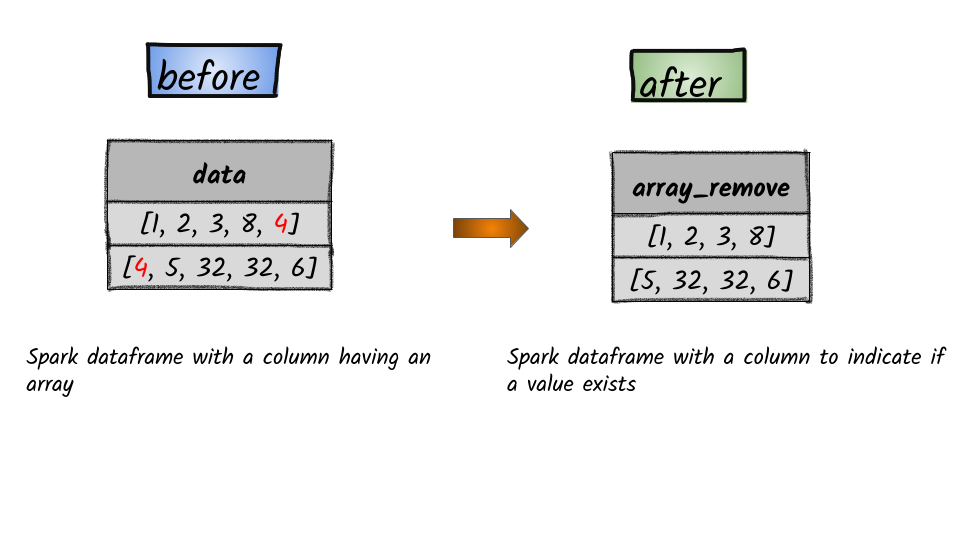 before
after
data
[1, 2, 3, 8, 4]
[4, 5, 32, 32, 6]
array_remove
[1, 2, 3, 8]
[5, 32, 32, 6]
Spark dataframe with a column having an
array
Spark dataframe with a column to indicate if
a value exists